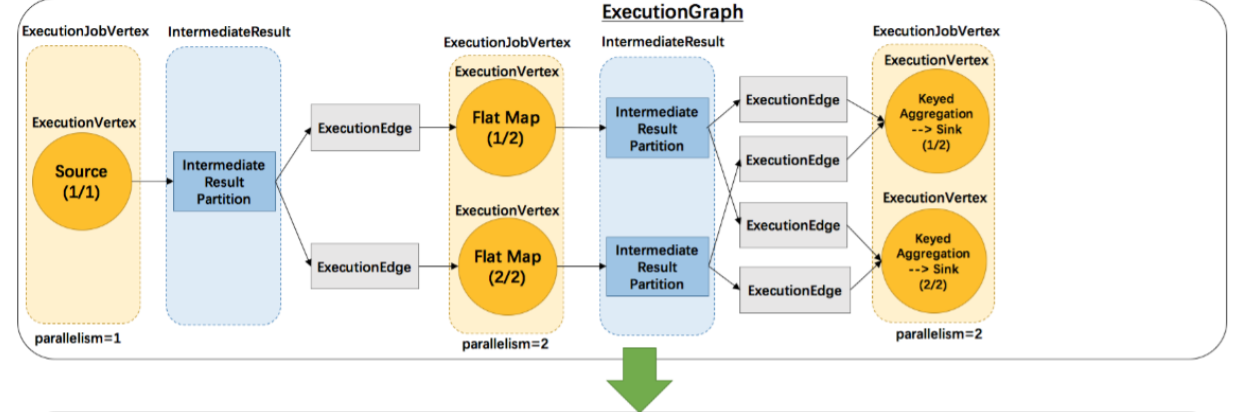 ExecutionGraph
ExecutionJobVertex
IntermediateResult
ExecutionJobVertex
IntermediateResult
ExecutionJobVertex
ExecutionVertex
Source
(1/1)
parallelism=1
Intermediate
Result
Partition
ExecutionEdge
ExecutionEdge
ExecutionVertex
Flat Map
(1/2)
ExecutionVertex
Flat Map
(2/2)
parallelism=2
Intermediate
Result
Partition
Intermediate
Result
Partition
ExecutionEdge
ExecutionEdge
ExecutionEdge
ExecutionEdge
ExecutionVertex
Keyed
Aggregation
--> Sink
(1/2)
ExecutionVertex
Keyed
Aggregation
--> Sink
(2/2)
parallelism=2